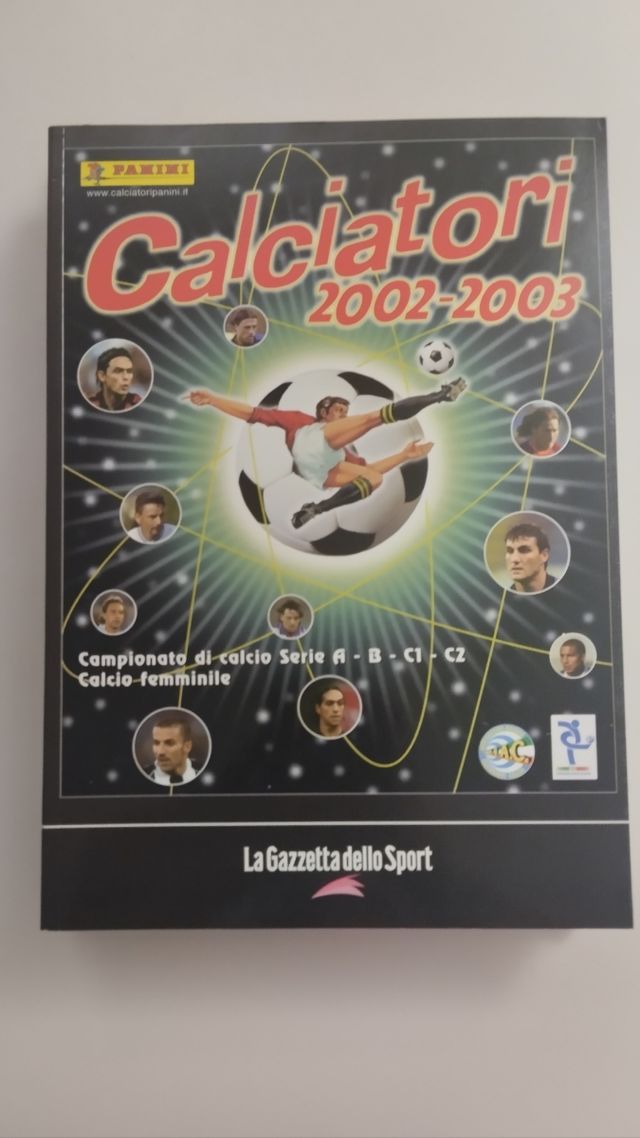 PANINI
www.calciatoripanini.it
Calciatori
2002-2003
Campionato di calcio Serie A - B - C1 - C2
Calcio femminile
La Gazzetta dello Sport